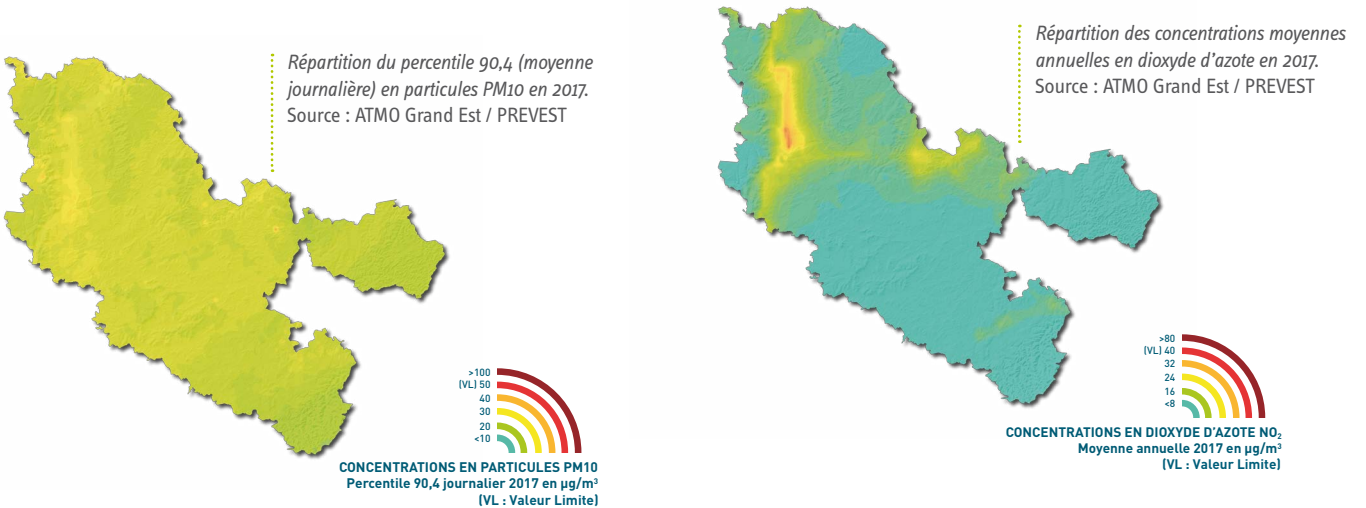 Répartition du percentile 90,4 (moyenne
journalière) en particules PM10 en 2017.
Source : ATMO Grand Est / PREVEST
>100
(VL) 50
40
30
20
<10
CONCENTRATIONS EN PARTICULES PM10
Percentile 90,4 journalier 2017 en µg/m³
(VL : Valeur Limite)
Répartition des concentrations moyennes
annuelles en dioxyde d'azote en 2017.
Source : ATMO Grand Est / PREVEST
>80
(VL) 40
32
24
16
<8
CONCENTRATIONS EN DIOXYDE D'AZOTE NO₂
Moyenne annuelle 2017 en µg/m³
(VL : Valeur Limite)